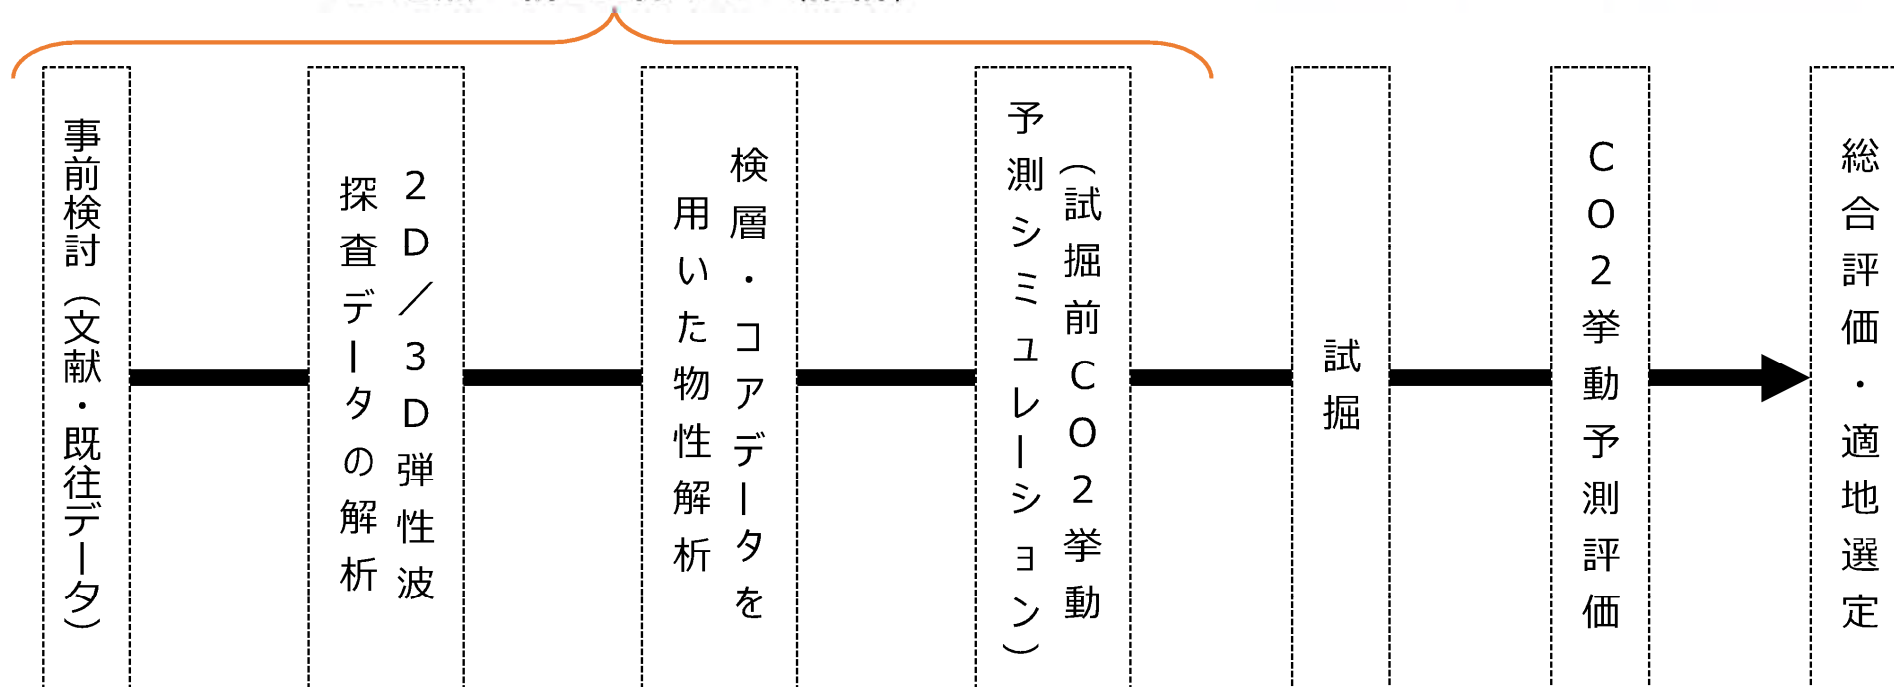 事前検討（文献・既往データ）
2D／3D弾性波
探査データの解析
検層・コアデータを
用いた物性解析
（試掘前CO2挙動
予測シミュレーション）
試掘
CO2挙動予測評価
総合評価・適地選定